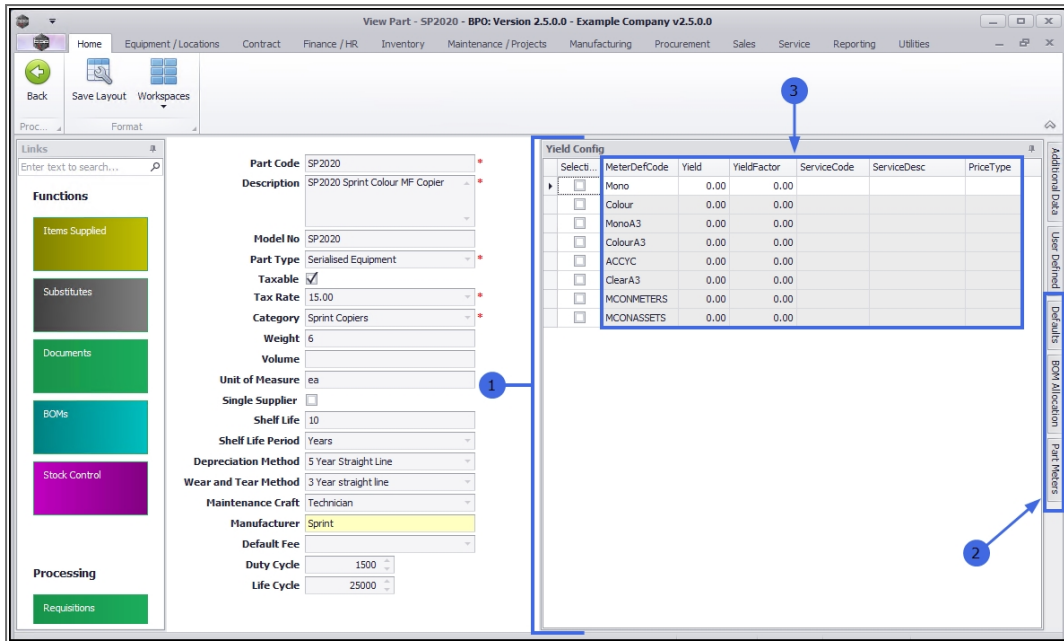 View Part - SP2020 - BPO: Version 2.5.0.0 - Example Company v2.5.0.0
Home Equipment / Locations Contract Finance / HR Inventory Maintenance / Projects Manufacturing Procurement Sales Service Reporting Utilities
Back Save Layout Workspaces
Proc... Format
Links
Enter text to search...
Functions
Items Supplied
Substitutes
Documents
BOMs
Stock Control
Processing
Requisitions
Part Code SP2020 *
Description SP2020 Sprint Colour MF Copier *
Model No SP2020
Part Type Serialised Equipment *
Taxable
Tax Rate 15.00 *
Category Sprint Copiers *
Weight 6
Volume
Unit of Measure ea
Single Supplier
Shelf Life 10
Shelf Life Period Years
Depreciation Method 5 Year Straight Line
Wear and Tear Method 3 Year straight line
Maintenance Craft Technician
Manufacturer Sprint
Default Fee
Duty Cycle 1500
Life Cycle 25000
1
3
Yield Config
Selecti... MeterDefCode Yield YieldFactor ServiceCode ServiceDesc PriceType
Mono 0.00 0.00
Colour 0.00 0.00
MonoA3 0.00 0.00
ColourA3 0.00 0.00
ACCYC 0.00 0.00
ClearA3 0.00 0.00
MCONMETERS 0.00 0.00
MCONASSETS 0.00 0.00
Additional Data
User Defined
Defaults
BOM Allocation
Part Meters
2